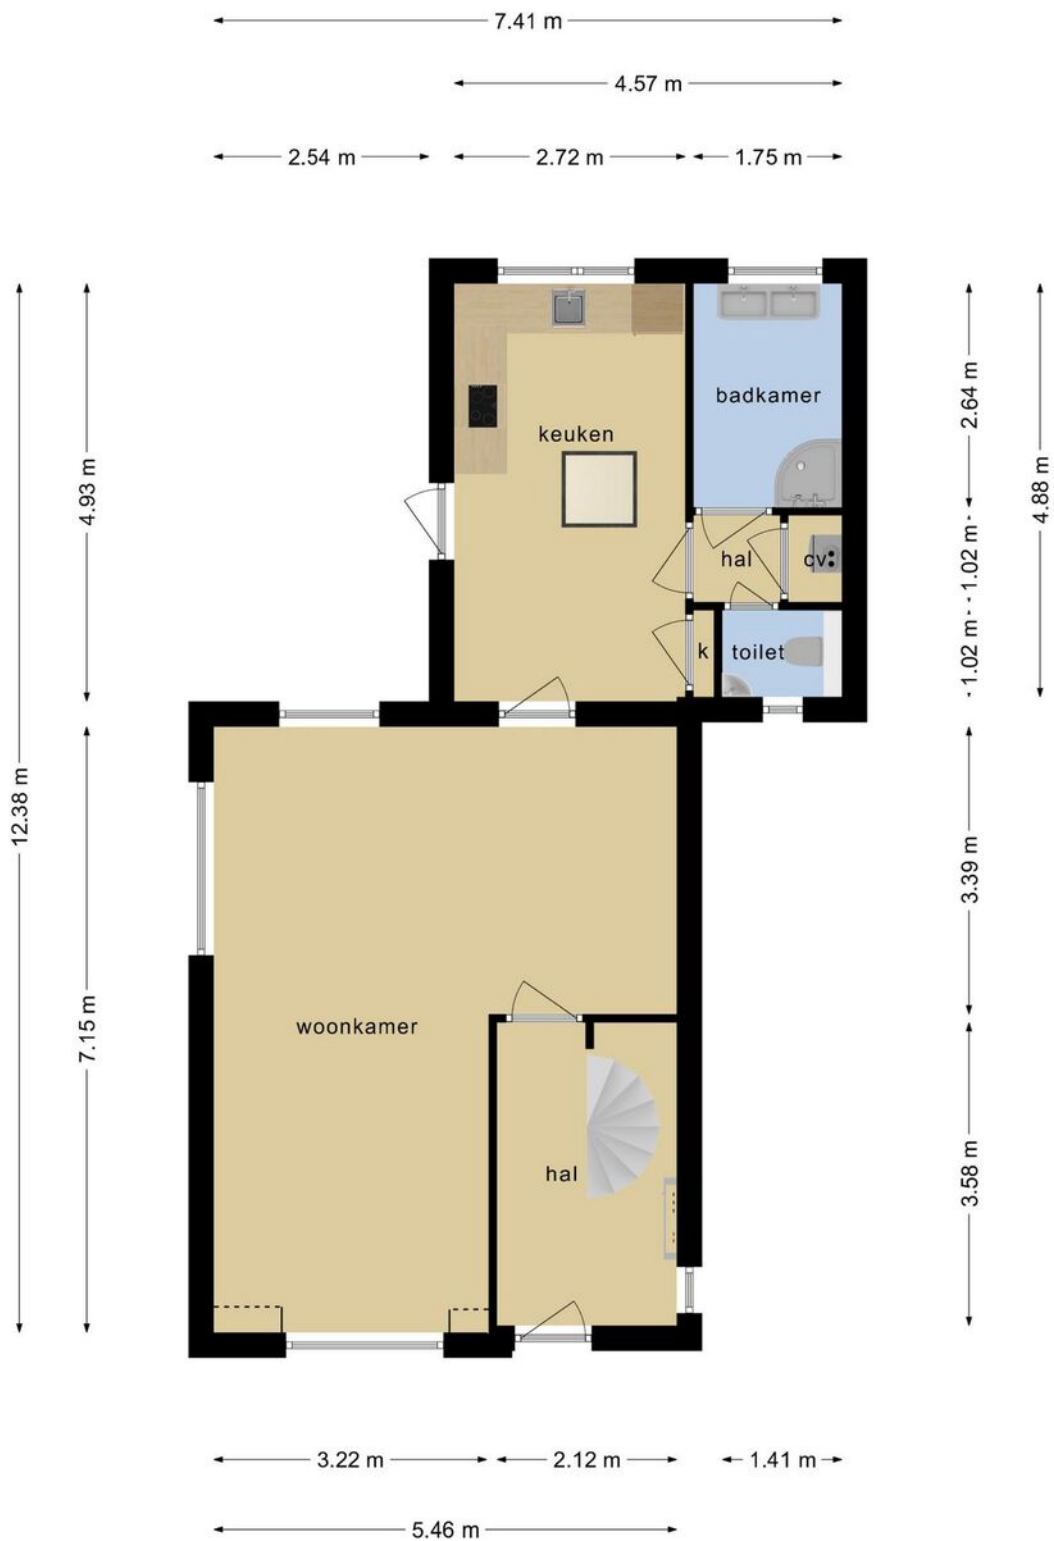 7.41 m
4.57 m
2.54 m
2.72 m
1.75 m
12.38 m
4.93 m
7.15 m
keuken
badkamer
hal
cv
k
toilet
woonkamer
hal
2.64 m
1.02 m
1.02 m
4.88 m
3.39 m
3.58 m
3.22 m
2.12 m
1.41 m
5.46 m